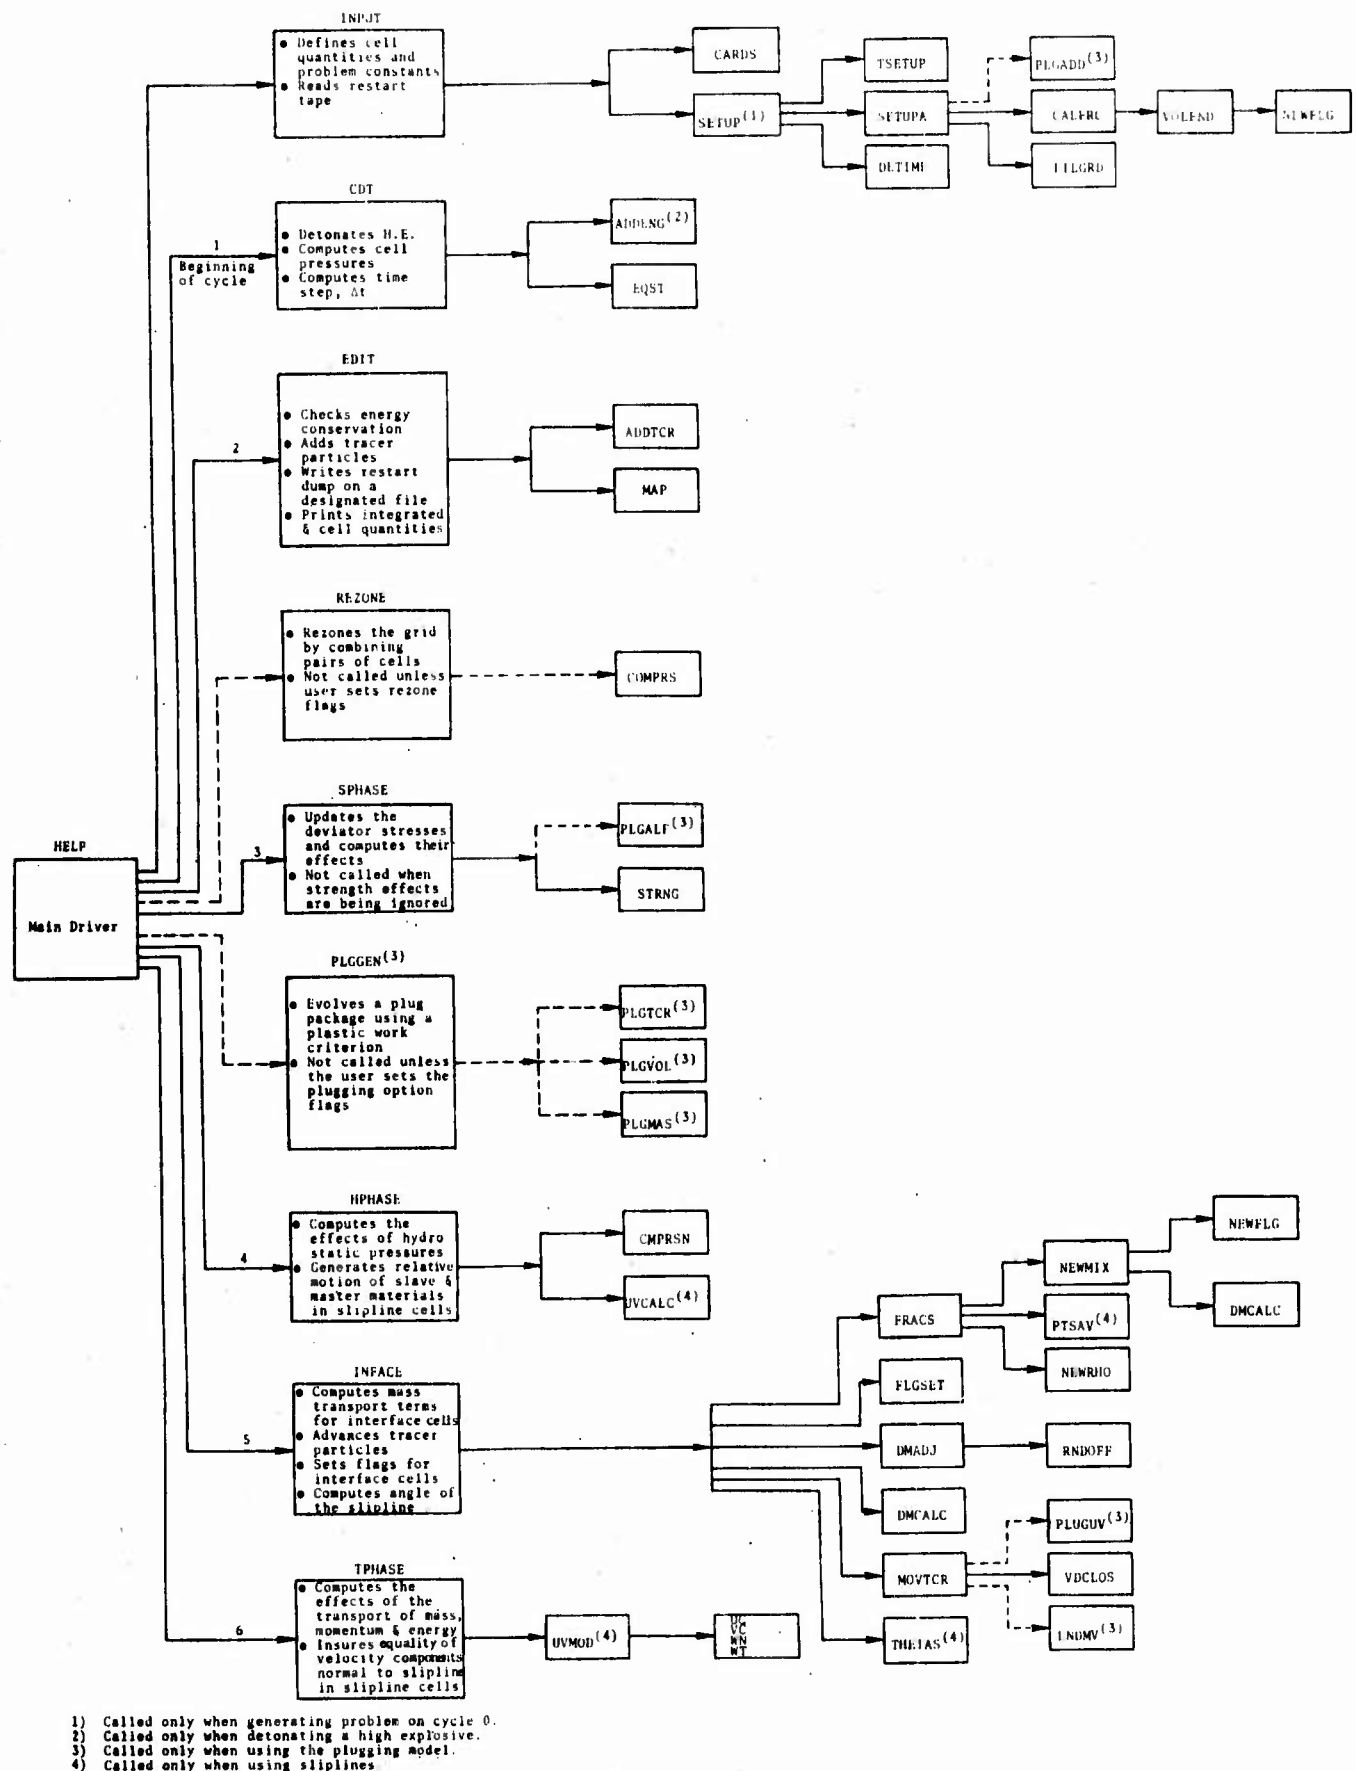 INPUT
● Defines cell
quantities and
problem constants
● Reads restart
tape
CARDS
SETUP(1)
TSETUP
SETUPA
DETIME
PLGADD(3)
CALFRC
FILGRD
VOLFND
NEWFLG
CDT
1
Beginning
of cycle
● Detonates H.E.
● Computes cell
pressures
● Computes time
step, Δt
ADDENG(2)
EQST
EDIT
2
● Checks energy
conservation
● Adds tracer
particles
● Writes restart
dump on a
designated file
● Prints integrated
& cell quantities
ADDTCR
MAP
REZONE
● Rezones the grid
by combining
pairs of cells
● Not called unless
user sets rezone
flags
COMPRS
HELP
Main Driver
SPHASE
3
● Updates the
deviator stresses
and computes their
effects
● Not called when
strength effects
are being ignored
PLGALF(3)
STRNG
PLGGEN(3)
● Evolves a plug
package using a
plastic work
criterion
● Not called unless
the user sets the
plugging option
flags
PLGTCR(3)
PLGVOL(3)
PLGMAS(3)
HPHASE
4
● Computes the
effects of hydro
static pressures
● Generates relative
motion of slave &
master materials
in slipline cells
CMPRSN
UVCALC(4)
INFACE
5
● Computes mass
transport terms
for interface cells
● Advances tracer
particles
● Sets flags for
interface cells
● Computes angle of
the slipline
FRACS
FLGSET
DMADJ
DMCALC
MOVTCR
THETAS(4)
NEWMIX
PTSAV(4)
NEWRHO
NEWFLG
DMCALC
RNDOFF
PLUGUV(3)
VDCLOS
ENDMV(3)
TPHASE
6
● Computes the
effects of the
transport of mass,
momentum & energy
● Insures equality of
velocity components
normal to slipline
in slipline cells
UVMOD(4)
UC
VC
WN
WT
1) Called only when generating problem on cycle 0.
2) Called only when detonating a high explosive.
3) Called only when using the plugging model.
4) Called only when using sliplines